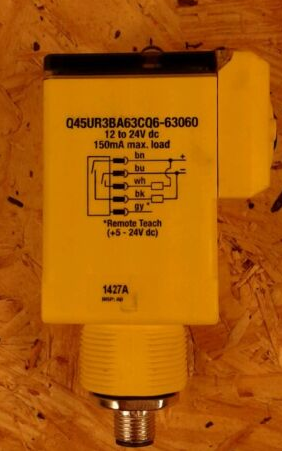 Q45UR3BA63CQ6-63060
12 to 24V dc
150mA max. load
bn +
bu −
wh
bk
gy *
*Remote Teach
(+5 - 24V dc)
1427A